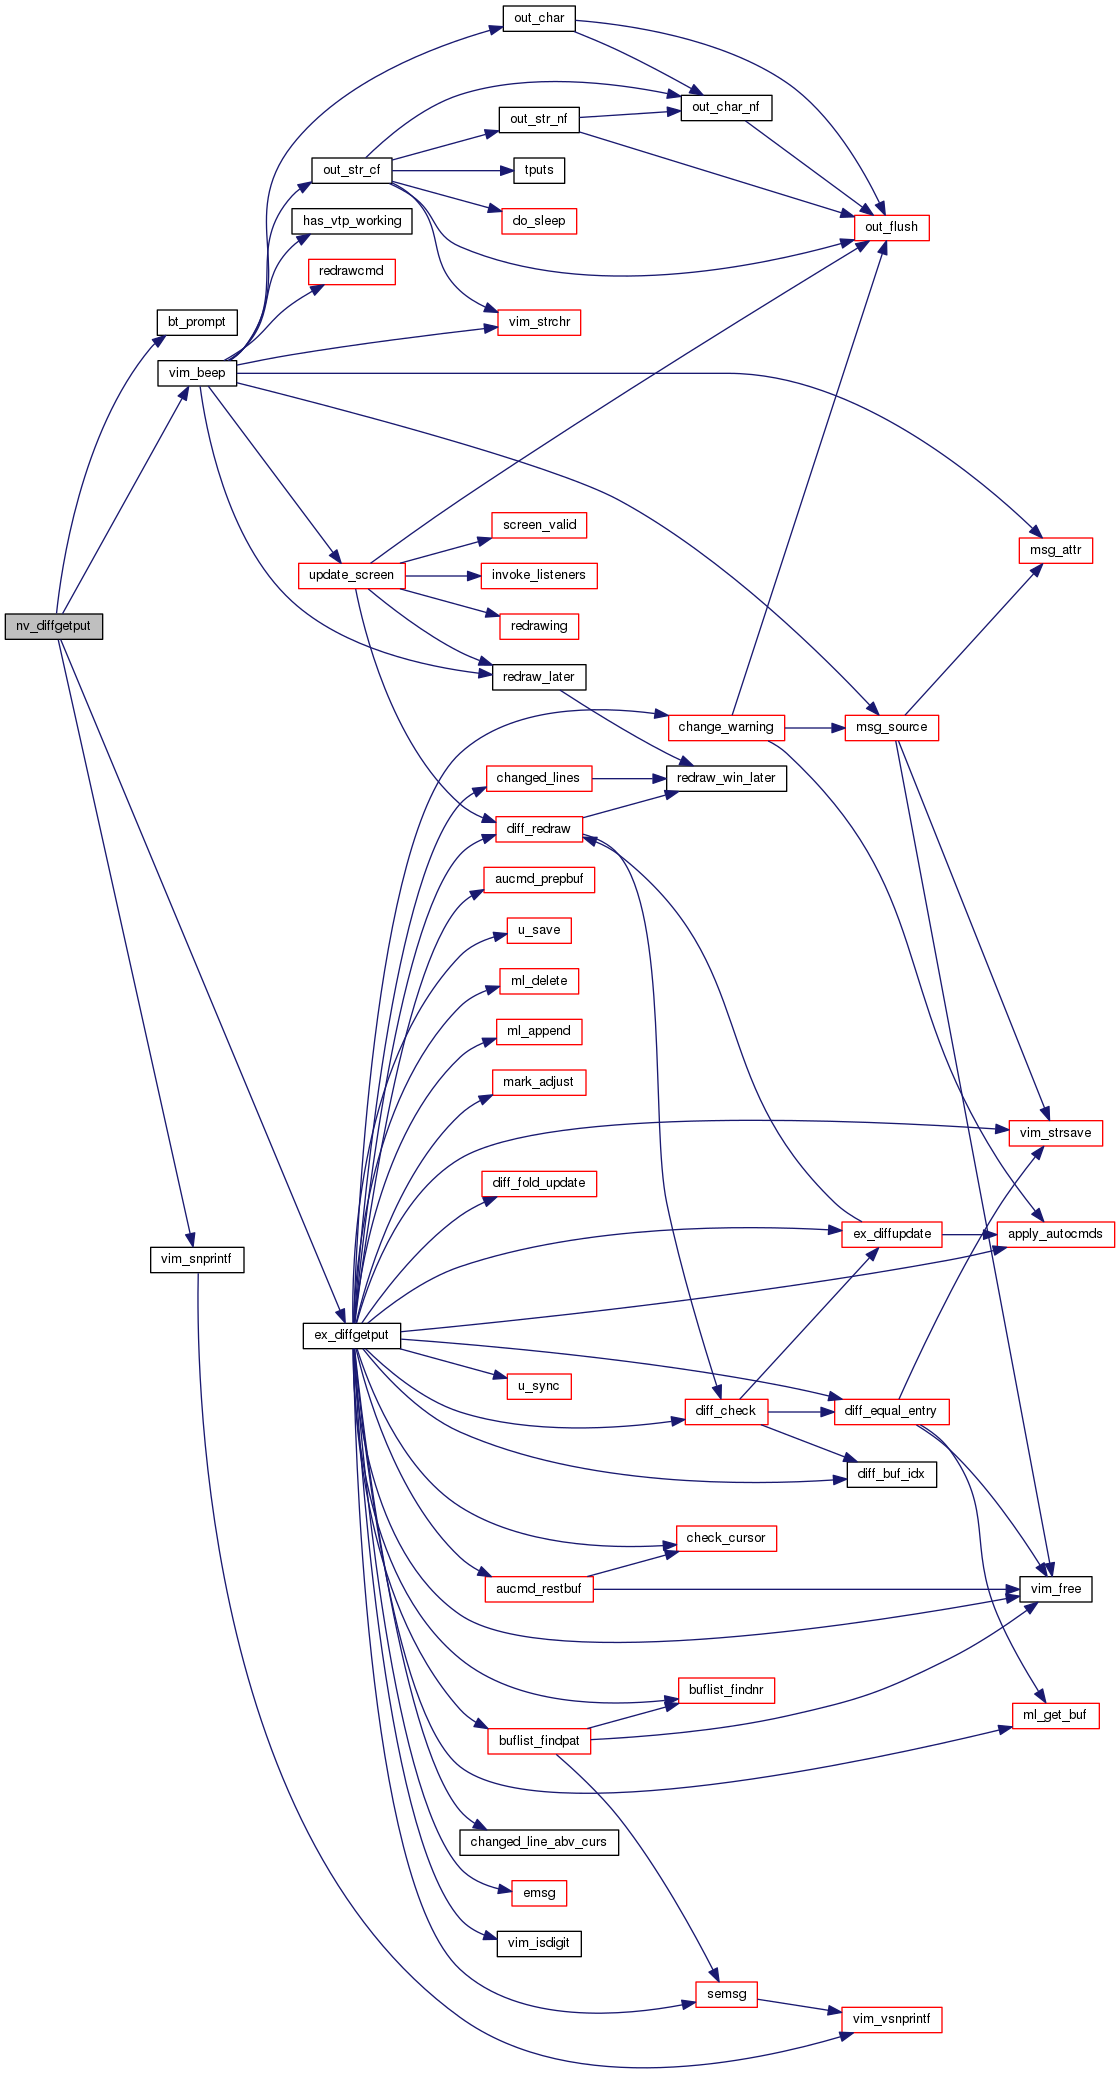 out_char
out_char_nf
out_str_nf
out_str_cf
tputs
has_vtp_working
do_sleep
out_flush
redrawcmd
bt_prompt
vim_strchr
vim_beep
screen_valid
msg_attr
update_screen
invoke_listeners
nv_diffgetput
redrawing
redraw_later
change_warning
msg_source
changed_lines
redraw_win_later
diff_redraw
aucmd_prepbuf
u_save
ml_delete
ml_append
mark_adjust
vim_strsave
diff_fold_update
ex_diffupdate
apply_autocmds
vim_snprintf
ex_diffgetput
u_sync
diff_check
diff_equal_entry
diff_buf_idx
check_cursor
aucmd_restbuf
vim_free
buflist_findnr
ml_get_buf
buflist_findpat
changed_line_abv_curs
emsg
vim_isdigit
semsg
vim_vsnprintf